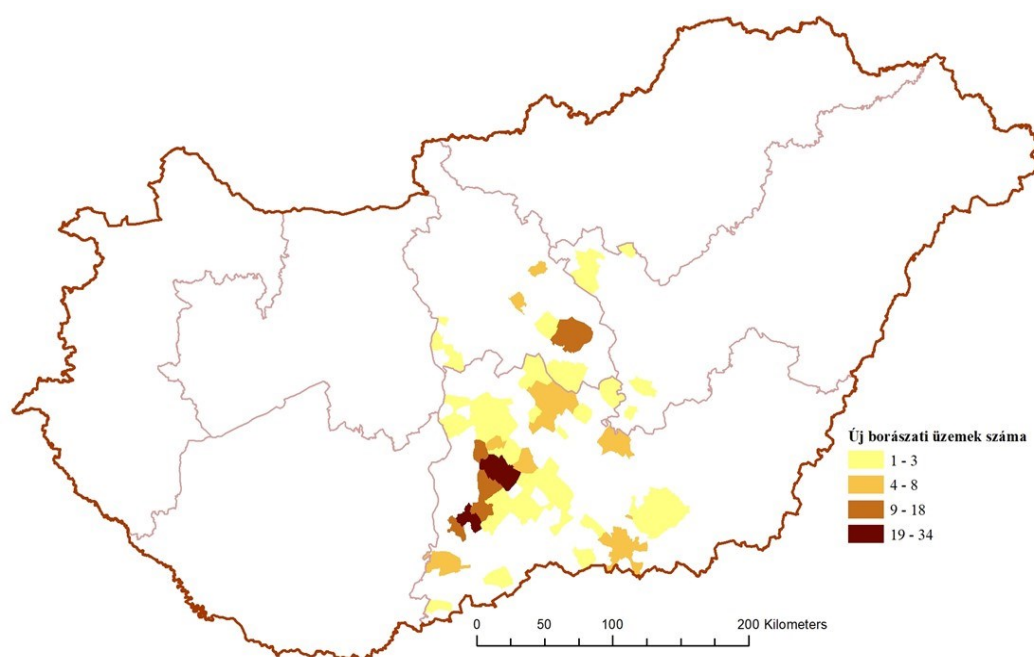 Új borászati üzemek száma
1 - 3
4 - 8
9 - 18
19 - 34
0 50 100 200 Kilometers